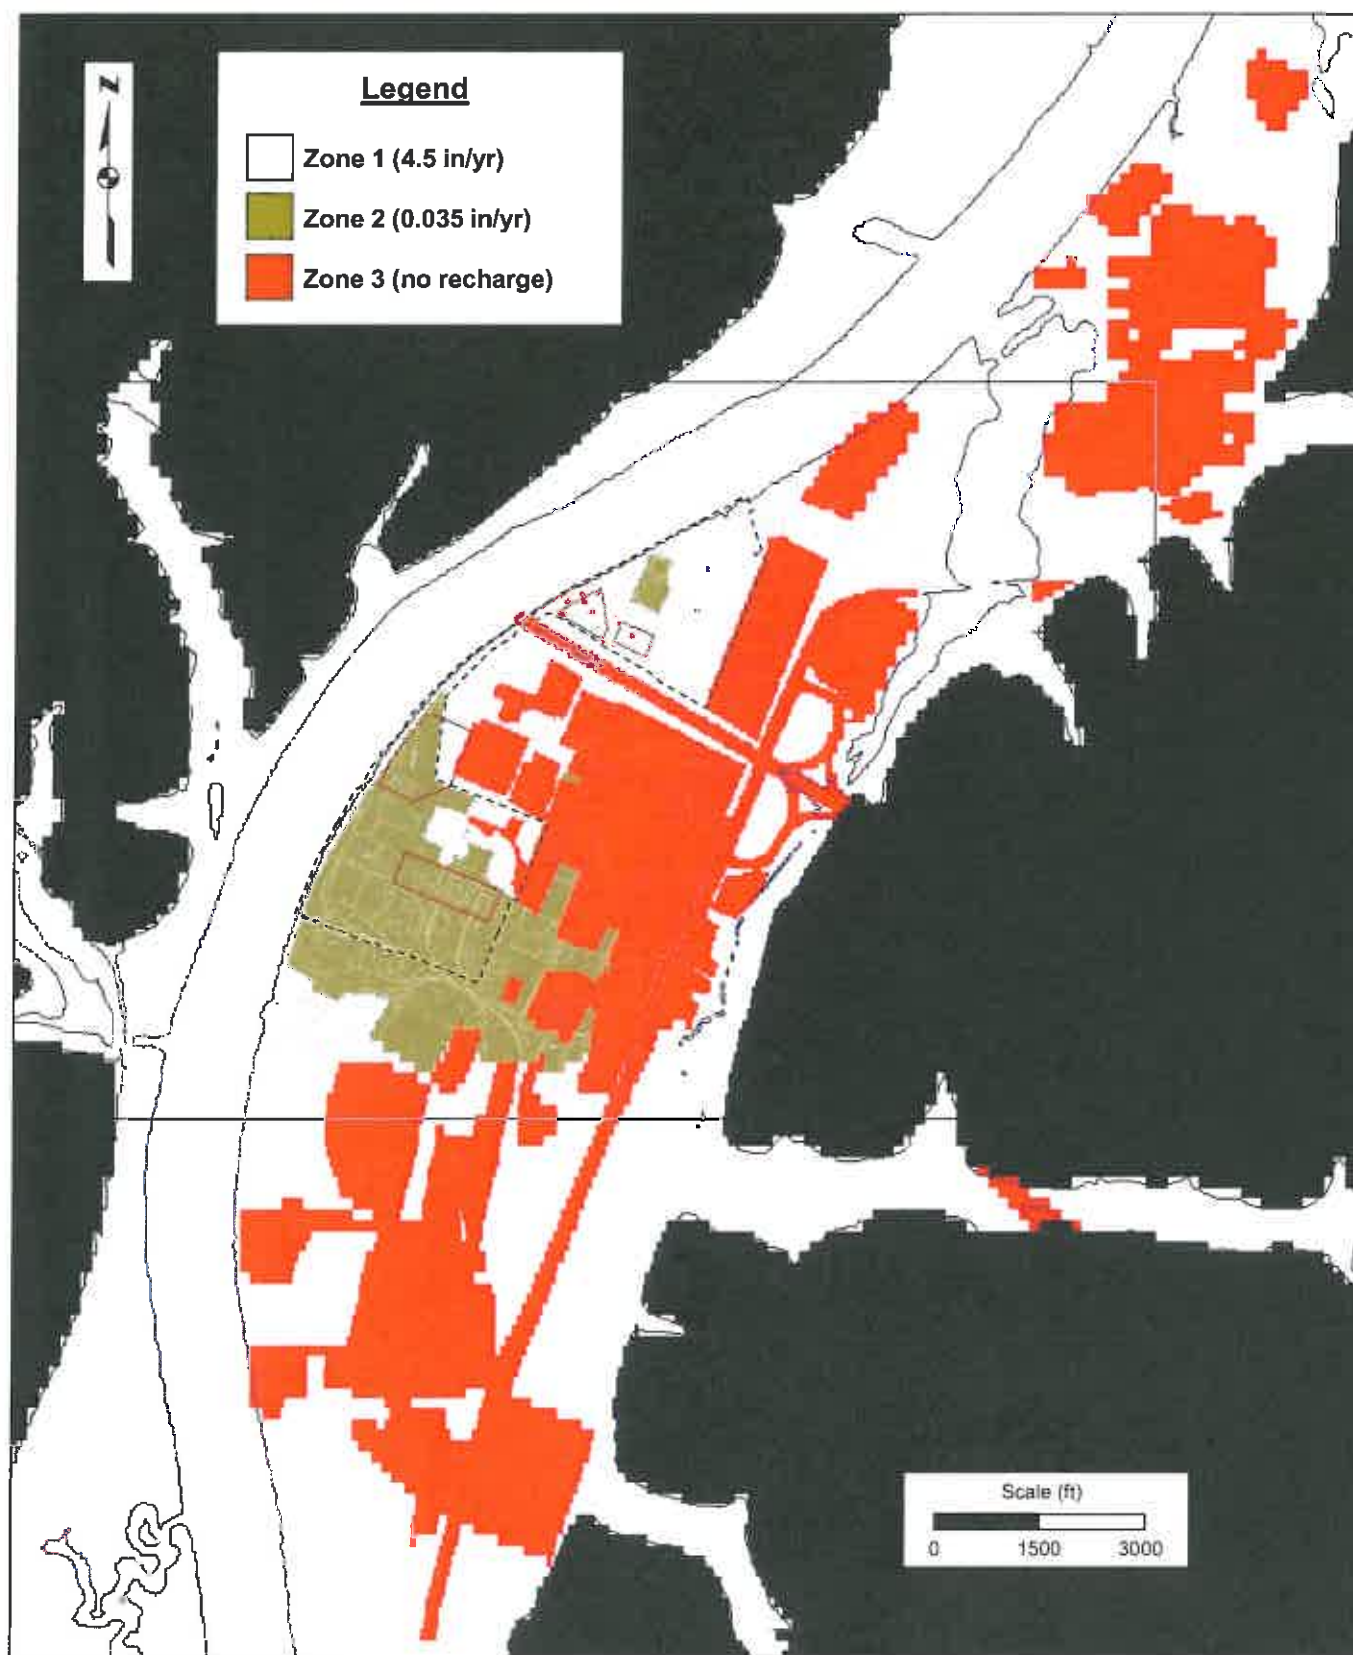 N
Legend
Zone 1 (4.5 in/yr)
Zone 2 (0.035 in/yr)
Zone 3 (no recharge)
Scale (ft)
0 1500 3000